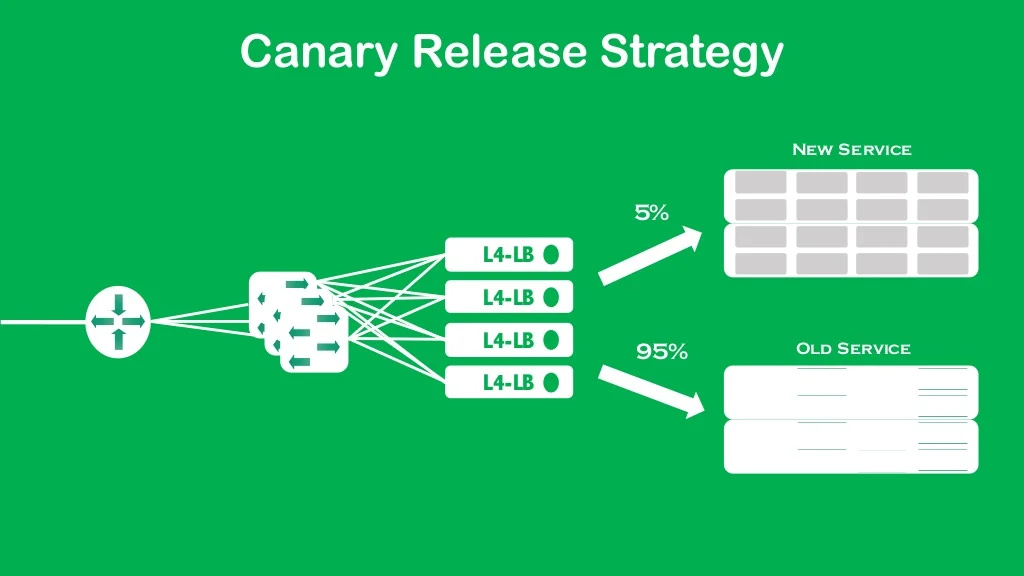 Canary Release Strategy
New Service
5%
L4-LB
L4-LB
L4-LB
L4-LB
95%
Old Service